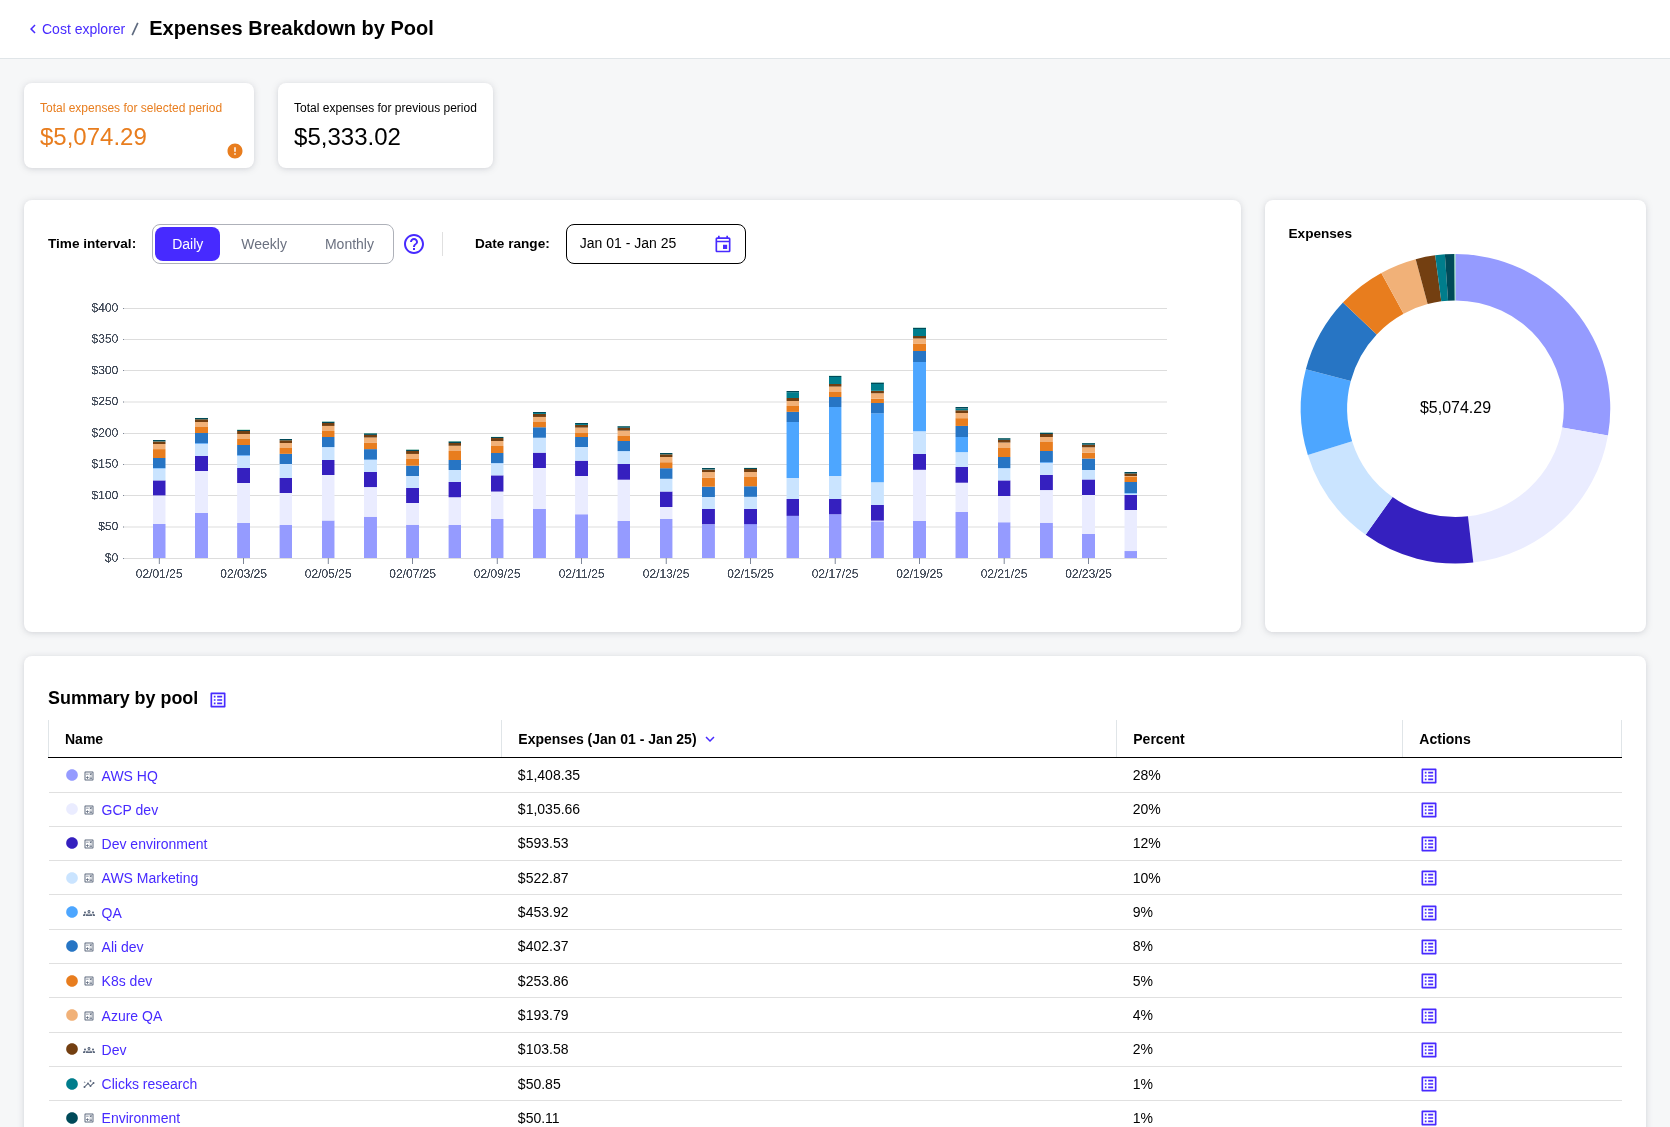 Cost explorer / Expenses Breakdown by Pool
Total expenses for selected period
$5,074.29
Total expenses for previous period
$5,333.02
Time interval: Daily Weekly Monthly Date range: Jan 01 - Jan 25
$400
$350
$300
$250
$200
$150
$100
$50
$0
02/01/25 02/03/25 02/05/25 02/07/25 02/09/25 02/11/25 02/13/25 02/15/25 02/17/25 02/19/25 02/21/25 02/23/25
Expenses
$5,074.29
Summary by pool
Name Expenses (Jan 01 - Jan 25) Percent Actions
AWS HQ $1,408.35 28%
GCP dev $1,035.66 20%
Dev environment $593.53 12%
AWS Marketing $522.87 10%
QA $453.92 9%
Ali dev $402.37 8%
K8s dev $253.86 5%
Azure QA $193.79 4%
Dev $103.58 2%
Clicks research $50.85 1%
Environment $50.11 1%